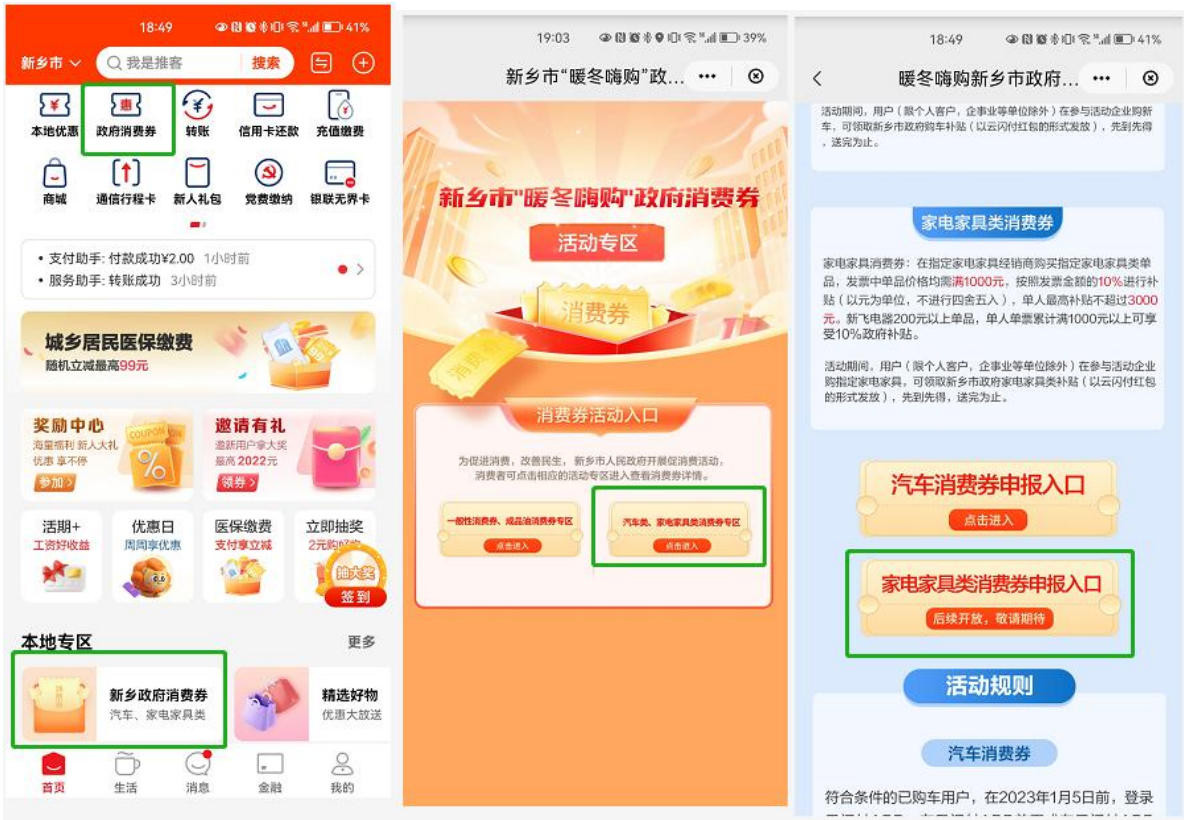 18:49
41%
新乡市
我是推客
搜索
本地优惠
政府消费券
转账
信用卡还款
充值缴费
商城
通信行程卡
新人礼包
党费缴纳
银联无界卡
• 支付助手: 付款成功¥2.00 1小时前
• 服务助手: 转账成功 3小时前
城乡居民医保缴费
随机立减最高99元
奖励中心
海量福利 新人大礼
优惠 享不停
参加>
COUPON
%
邀请有礼
邀新用户拿大奖
最高2022元
领券>
活期+
工资好收益
优惠日
周周享优惠
医保缴费
支付享立减
立即抽奖
抽大奖
签到
本地专区
更多
新乡政府消费券
汽车、家电家具类
精选好物
优惠大放送
首页
生活
消息
金融
我的
19:03
39%
新乡市“暖冬嗨购”政...
新乡市"暖冬嗨购"政府消费券
活动专区
消费券
消费券活动入口
为促进消费，改善民生，新乡市人民政府开展促消费活动，
消费者可点击相应的活动专区进入查看消费券详情。
一般性消费券、成品油消费券专区
点击进入
汽车类、家电家具类消费券专区
点击进入
18:49
41%
暖冬嗨购新乡市政府...
活动期间，用户（限个人客户，企事业等单位除外）在参与活动企业购新
车，可领取新乡市政府购车补贴（以云闪付红包的形式发放），先到先得
，送完为止。
家电家具类消费券
家电家具消费券：在指定家电家具经销商购买指定家电家具类单
品，发票中单品价格均需满1000元，按照发票金额的10%进行补
贴（以元为单位，不进行四舍五入），单人最高补贴不超过3000
元。新飞电器200元以上单品，单人单票累计满1000元以上可享
受10%政府补贴。
活动期间，用户（限个人客户，企事业等单位除外）在参与活动企业
购指定家电家具，可领取新乡市政府家电家具类补贴（以云闪付红包
的形式发放），先到先得，送完为止。
汽车消费券申报入口
点击进入
家电家具类消费券申报入口
后续开放，敬请期待
活动规则
汽车消费券
符合条件的已购车用户，在2023年1月5日前，登录